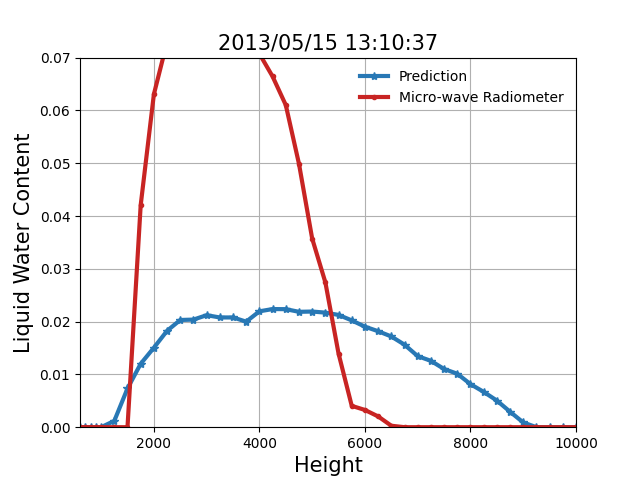 2013/05/15 13:10:37
Prediction
Micro-wave Radiometer
Liquid Water Content
0.07
0.06
0.05
0.04
0.03
0.02
0.01
0.00
2000 4000 6000 8000 10000
Height